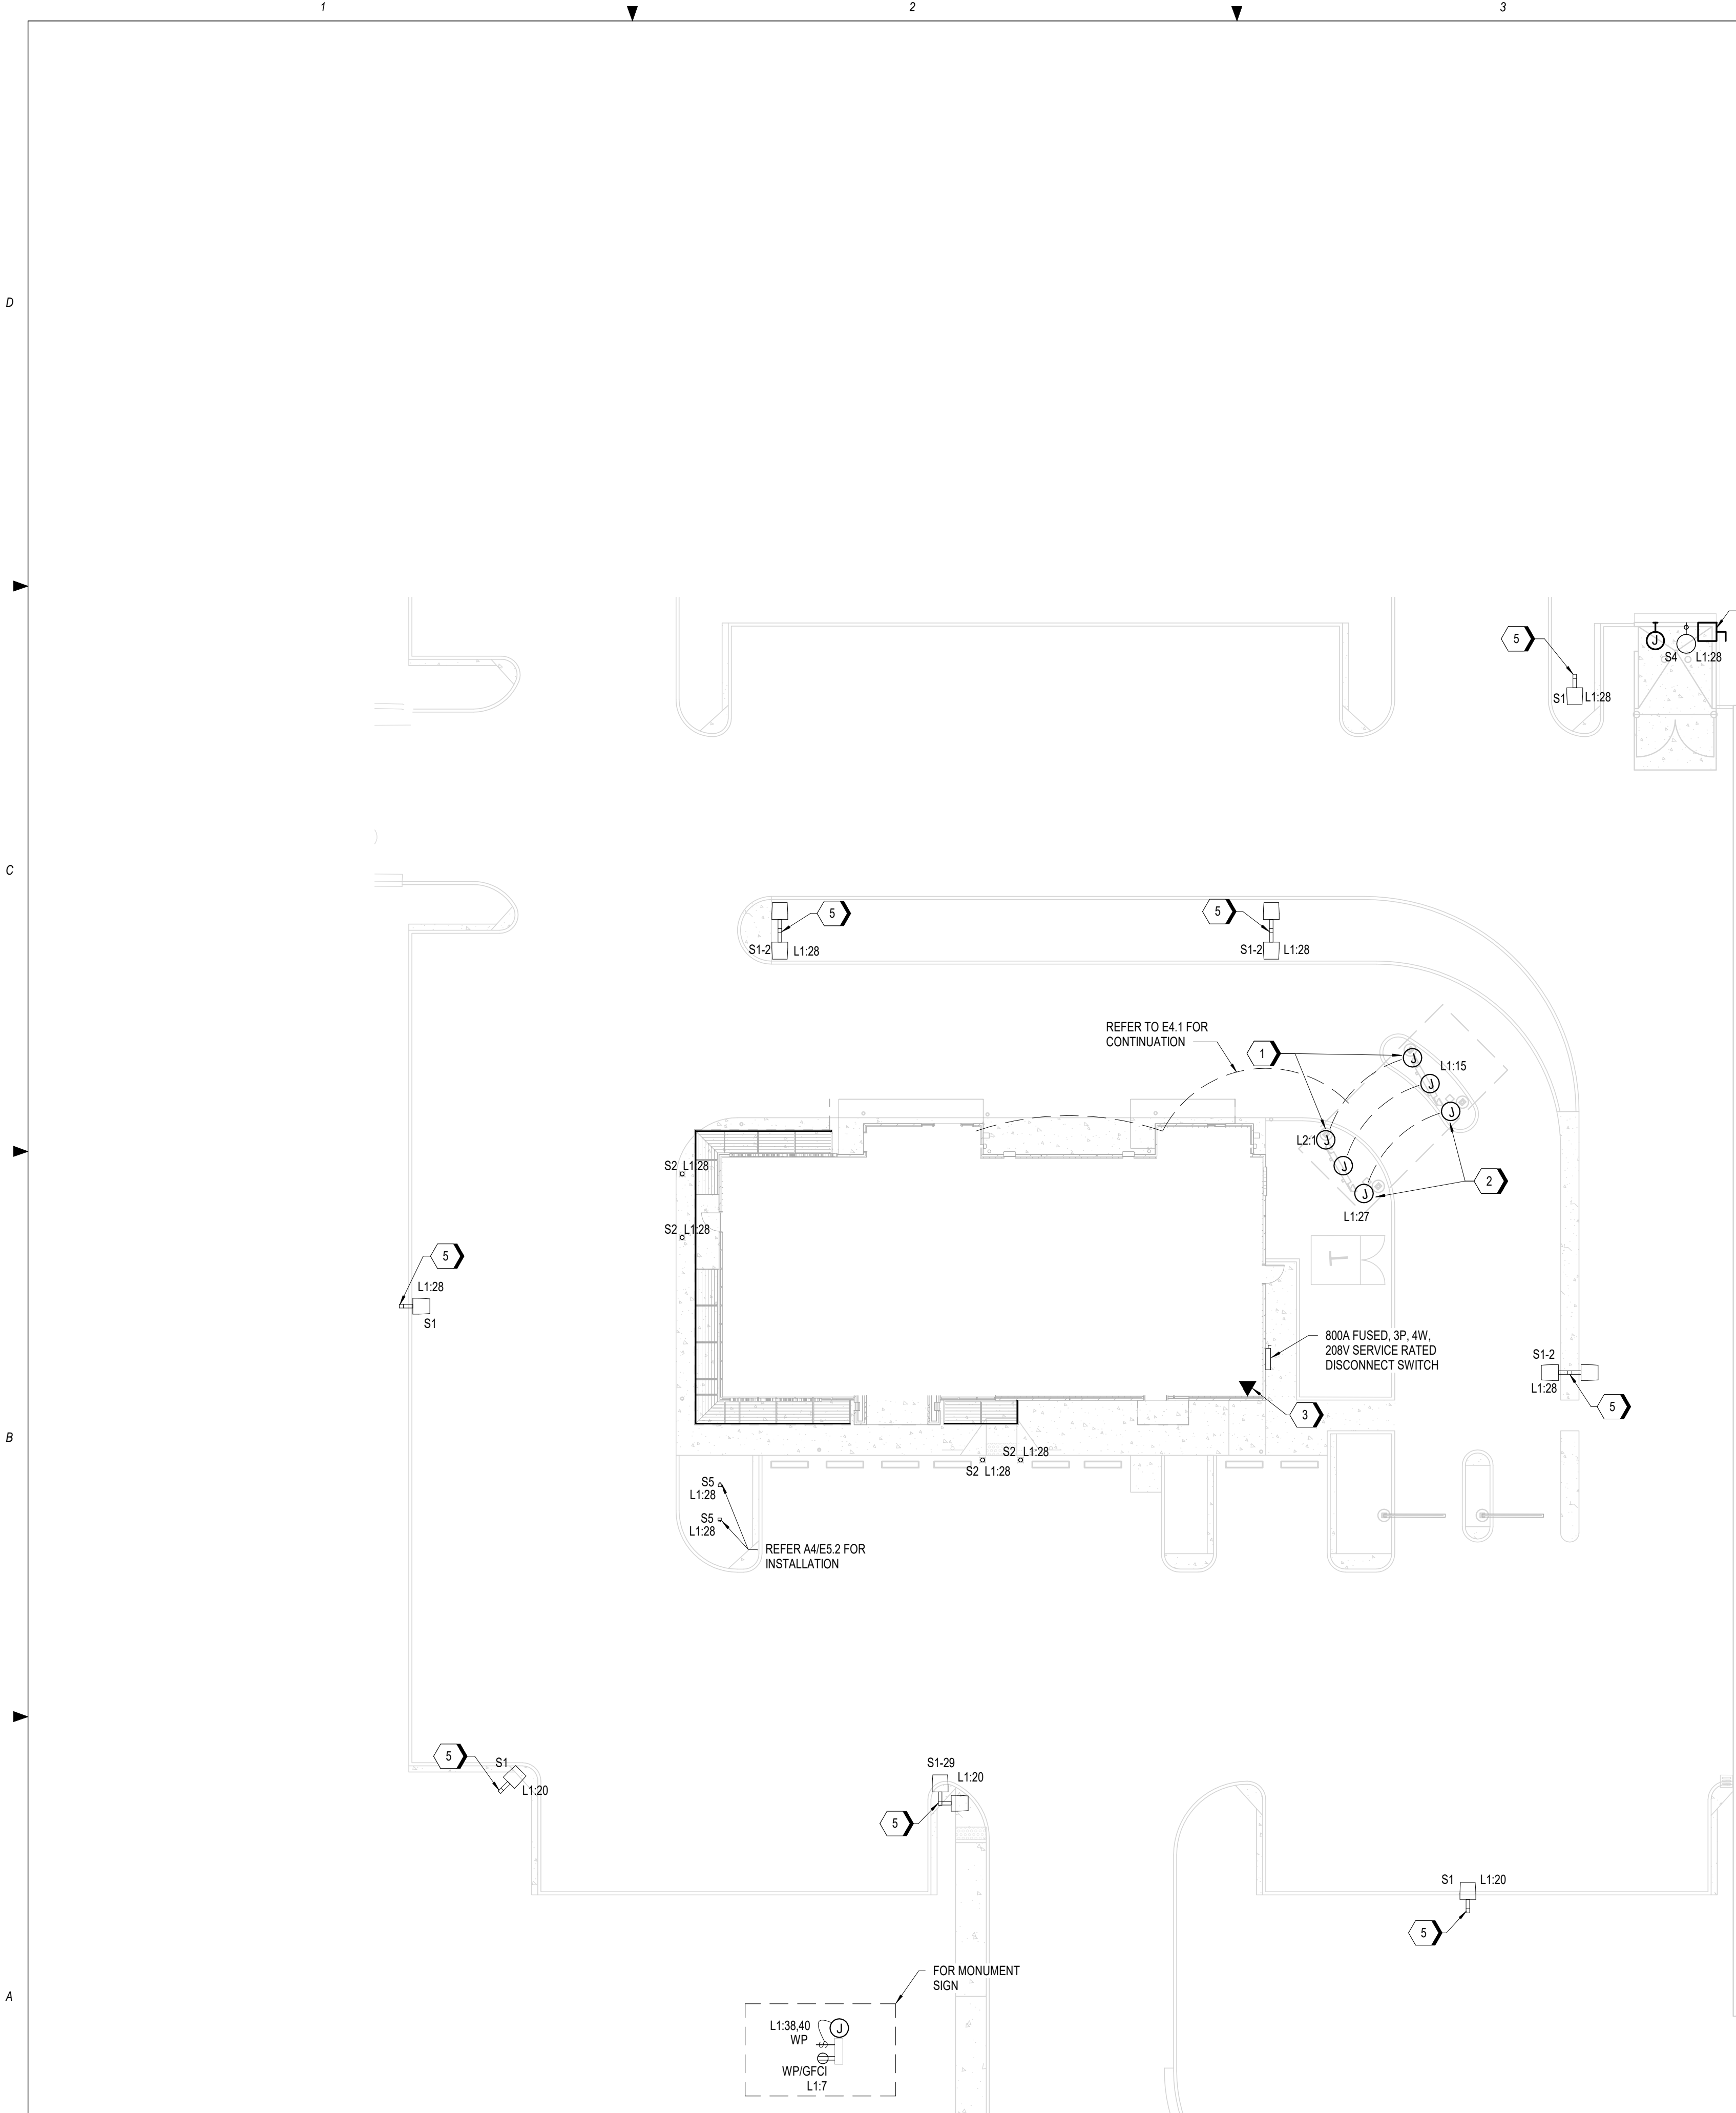 1
2
3
D
5
S4
L1:28
S1
L1:28
J
C
5
5
S1-2
L1:28
S1-2
L1:28
REFER TO E4.1 FOR
CONTINUATION
1
J
L1:15
J
J
L2:1
J
J
J
2
L1:27
S2 L1:28
S2 L1:28
T
5
L1:28
S1
800A FUSED, 3P, 4W,
208V SERVICE RATED
DISCONNECT SWITCH
S1-2
L1:28
5
3
B
S2 L1:28
S2 L1:28
S5
L1:28
S5
L1:28
REFER A4/E5.2 FOR
INSTALLATION
5
S1
L1:20
S1-29
L1:20
5
S1
L1:20
5
FOR MONUMENT
SIGN
A
L1:38,40
WP
J
S
WP/GFCI
L1:7